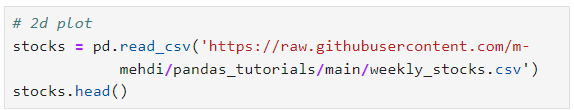 # 2d plot
stocks = pd.read_csv('https://raw.githubusercontent.com/m-
mehdi/pandas_tutorials/main/weekly_stocks.csv')
stocks.head()